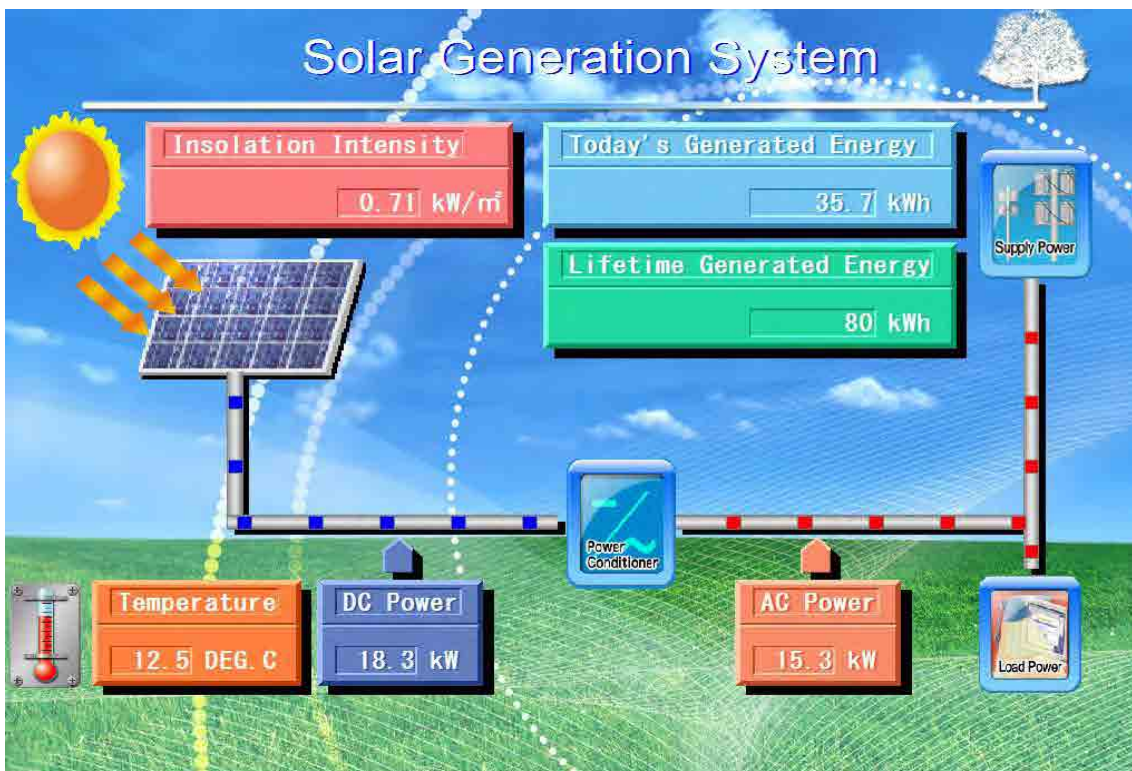 Solar Generation System
Insolation Intensity
0.71 kW/㎡
Today's Generated Energy
35.7 kWh
Supply Power
Lifetime Generated Energy
80 kWh
Power
Conditioner
Temperature
12.5 DEG.C
DC Power
18.3 kW
AC Power
15.3 kW
Load Power